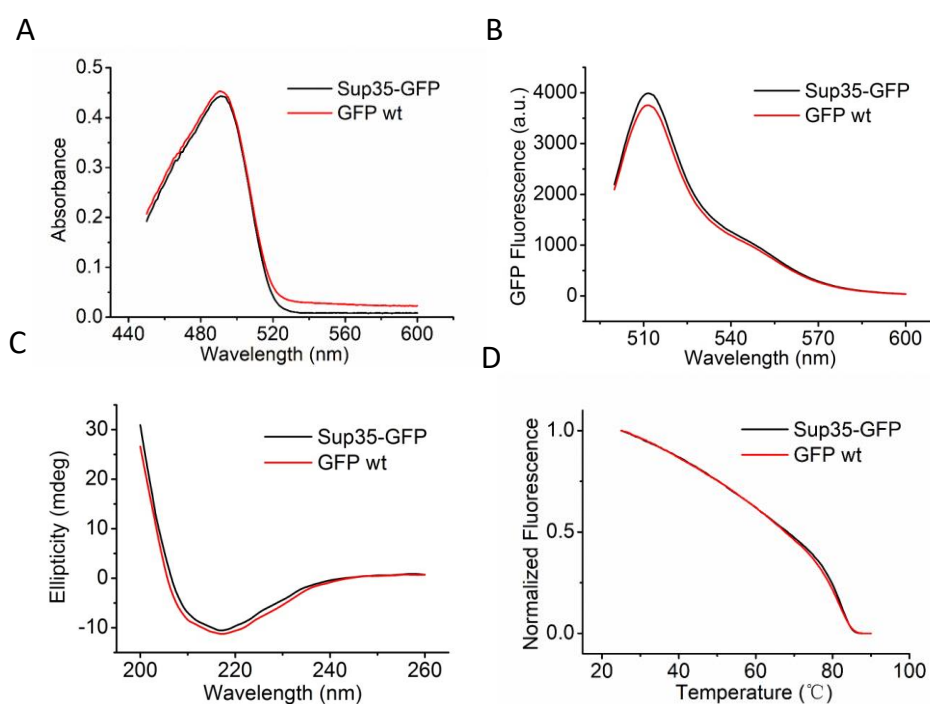 A
0.5
0.4
0.3
0.2
0.1
0.0
Absorbance
Sup35-GFP
GFP wt
440 480 520 560 600
Wavelength (nm)
B
4000
3000
2000
1000
0
GFP Fluorescence (a.u.)
Sup35-GFP
GFP wt
510 540 570 600
Wavelength (nm)
C
30
20
10
0
-10
Ellipticity (mdeg)
Sup35-GFP
GFP wt
200 220 240 260
Wavelength (nm)
D
1.0
0.5
0.0
Normalized Fluorescence
Sup35-GFP
GFP wt
20 40 60 80 100
Temperature (℃)